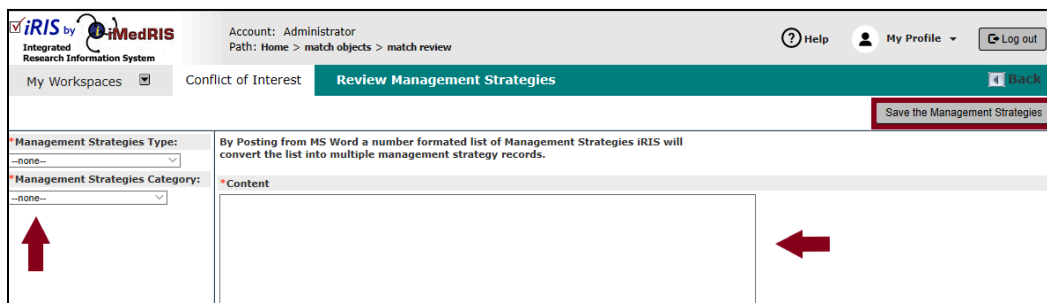 iRIS by iMedRIS
Integrated
Research Information System
Account: Administrator
Path: Home > match objects > match review
? Help
My Profile
Log out
My Workspaces
Conflict of Interest
Review Management Strategies
Back
Save the Management Strategies
*Management Strategies Type:
--none--
*Management Strategies Category:
--none--
By Posting from MS Word a number formated list of Management Strategies iRIS will
convert the list into multiple management strategy records.
*Content